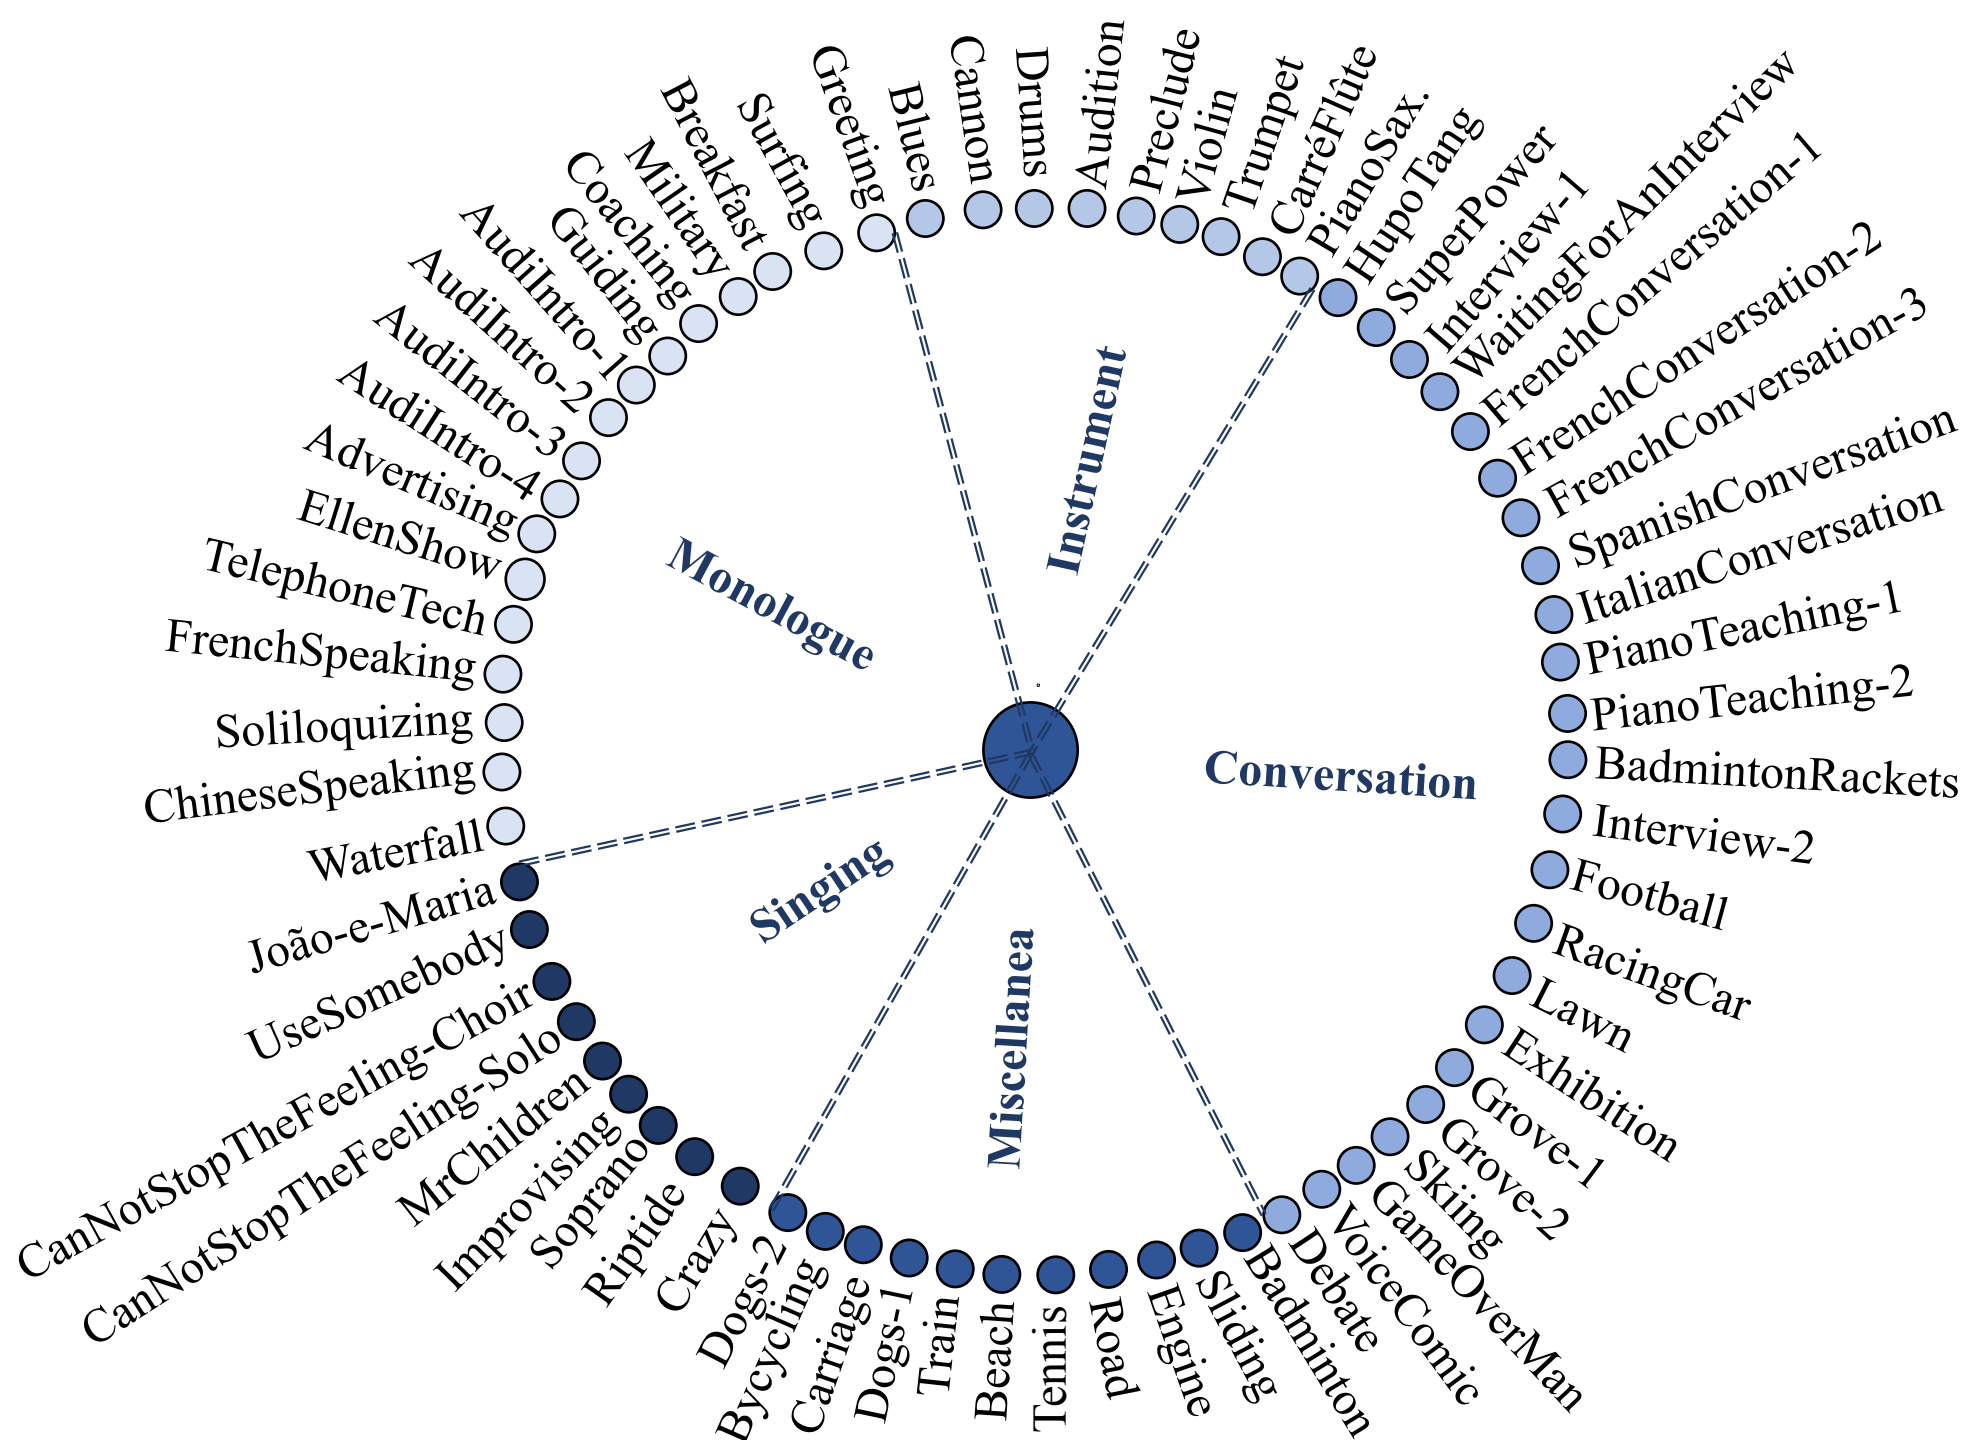 Greeting
Blues
Cannon
Drums
Audition
Preclude
Violin
Trumpet
CarréFlûte
PianoSax.
HupoTang
SuperPower
Interview-1
WaitingForAnInterview
FrenchConversation-1
FrenchConversation-2
FrenchConversation-3
SpanishConversation
ItalianConversation
PianoTeaching-1
PianoTeaching-2
BadmintonRackets
Interview-2
Football
RacingCar
Lawn
Exhibition
Grove-1
Grove-2
Skiing
GameOverMan
VoiceComic
Debate
Badminton
Sliding
Engine
Road
Tennis
Beach
Train
Dogs-1
Carriage
Bycycling
Dogs-2
Crazy
Riptide
Soprano
Improvising
MrChildren
CanNotStopTheFeeling-Solo
CanNotStopTheFeeling-Choir
UseSomebody
João-e-Maria
Waterfall
ChineseSpeaking
Soliloquizing
FrenchSpeaking
TelephoneTech
EllenShow
Advertising
AudiIntro-4
AudiIntro-3
AudiIntro-2
AudiIntro-1
Guiding
Coaching
Military
Breakfast
Surfing
Instrument
Conversation
Miscellanea
Singing
Monologue